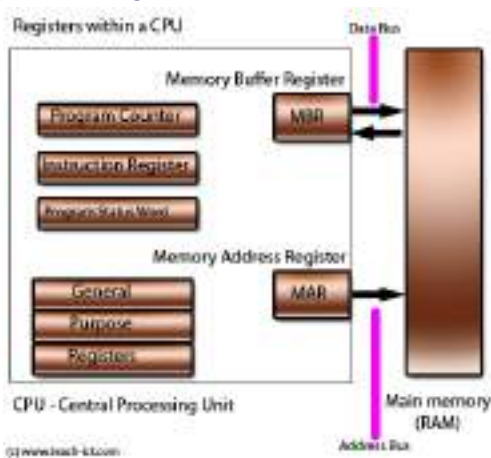 Registers within a CPU
Data Bus
Memory Buffer Register
MBR
Program Counter
Instruction Register
Program Status Word
Memory Address Register
MAR
General
Purpose
Registers
CPU - Central Processing Unit
Main memory
(RAM)
Address Bus
(c) www.teach-ict.com